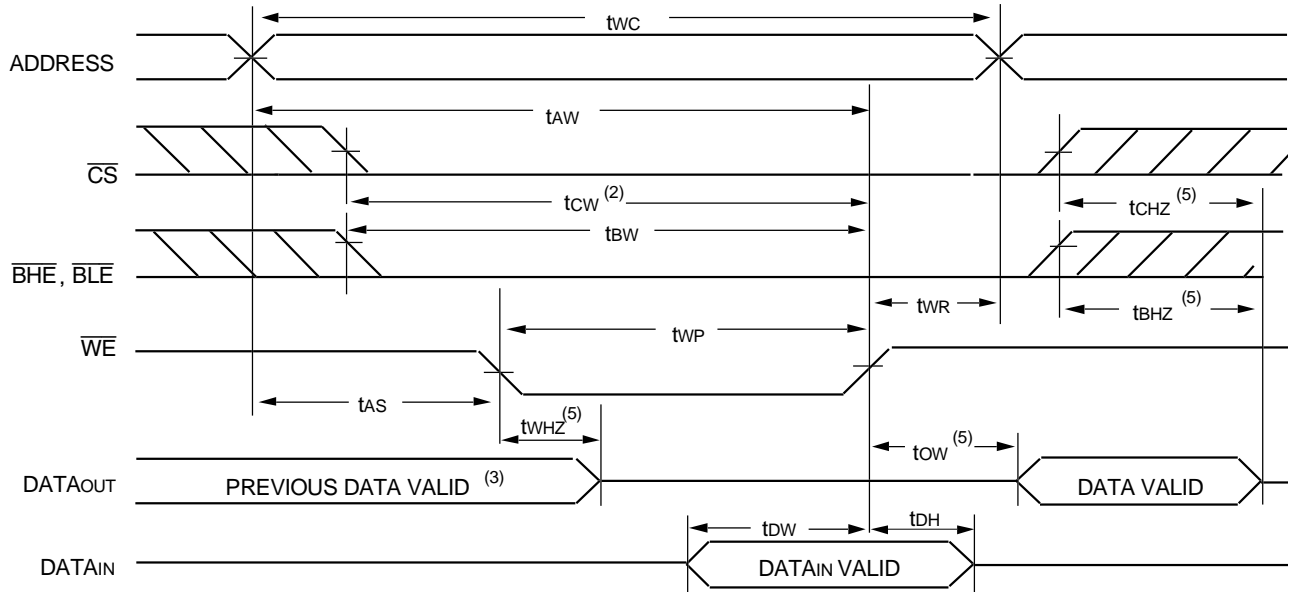 tWC
ADDRESS
tAW
CS
tCW (2)
tCHZ (5)
tBW
BHE, BLE
tWR
tBHZ (5)
tWP
WE
tAS
tWHZ (5)
tOW (5)
DATAOUT
PREVIOUS DATA VALID (3)
DATA VALID
tDW
tDH
DATAIN
DATAIN VALID